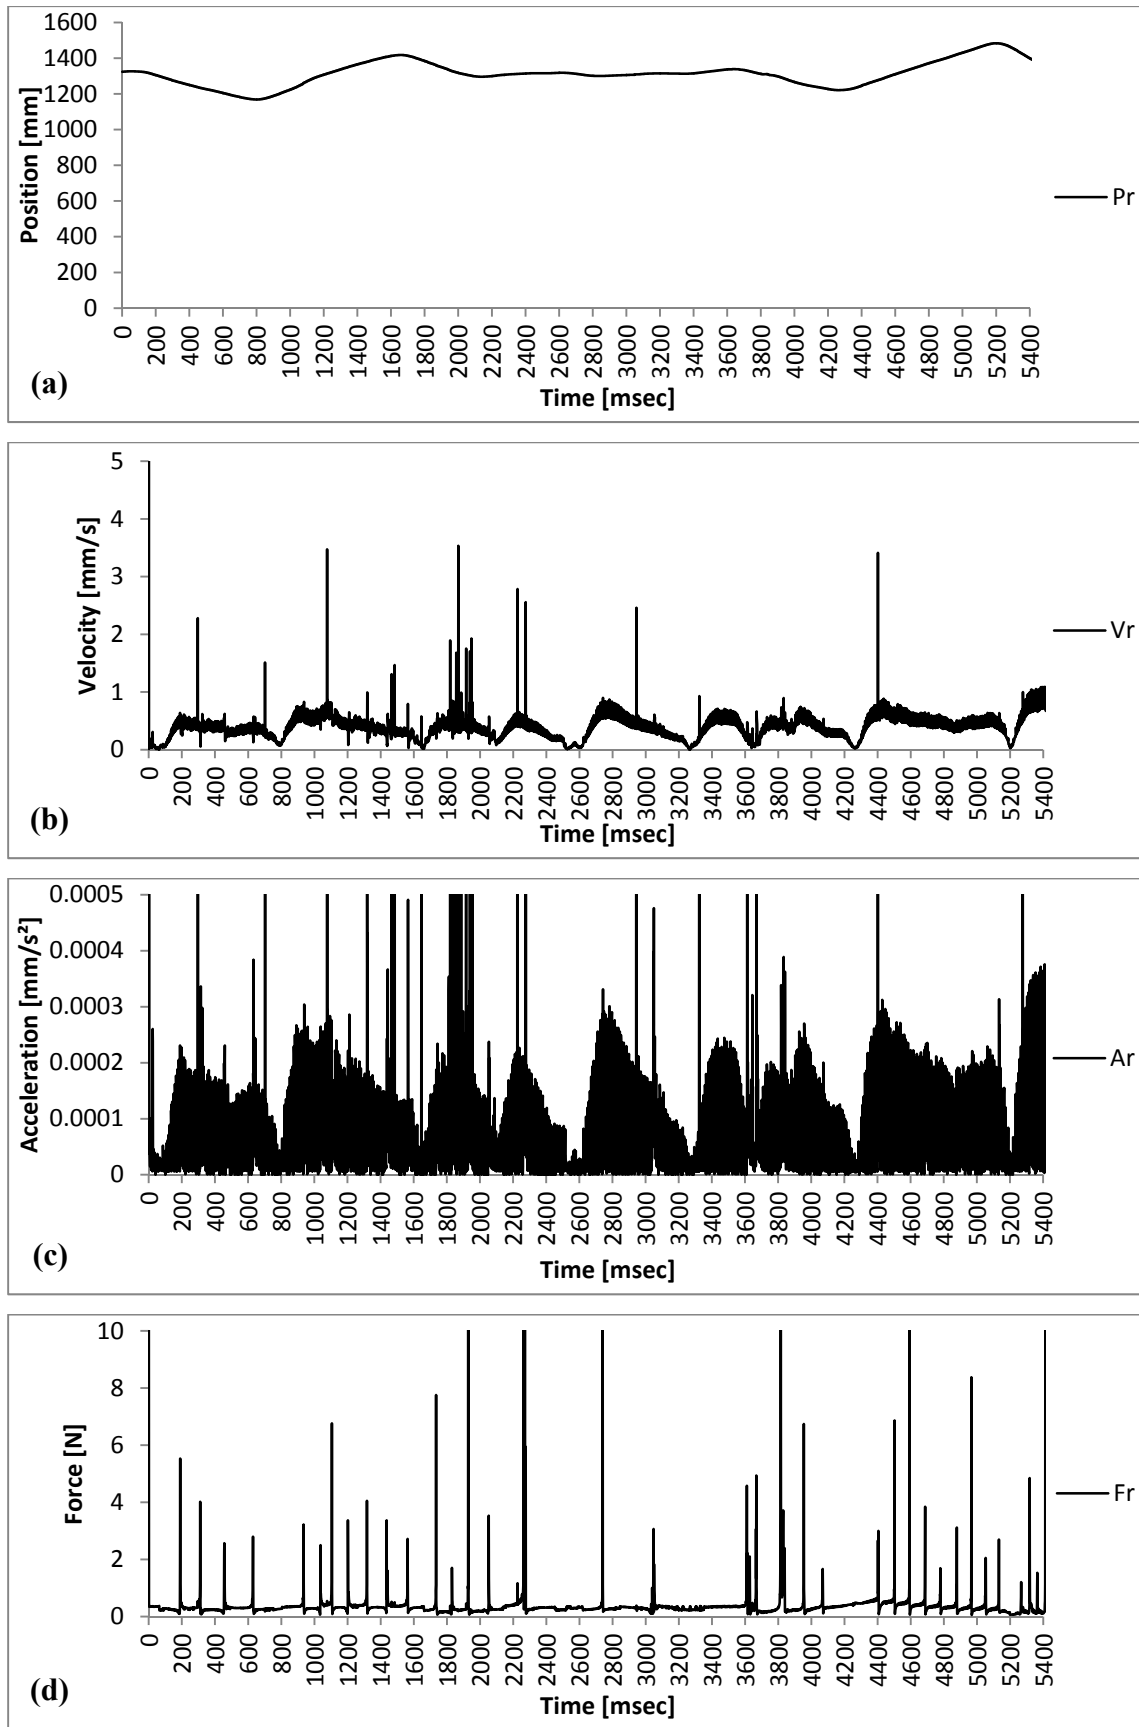 1600
1400
1200
1000
800
600
400
200
0
Position [mm]
Pr
0 200 400 600 800 1000 1200 1400 1600 1800 2000 2200 2400 2600 2800 3000 3200 3400 3600 3800 4000 4200 4400 4600 4800 5000 5200 5400
Time [msec]
(a)
5
4
3
2
1
0
Velocity [mm/s]
Vr
0 200 400 600 800 1000 1200 1400 1600 1800 2000 2200 2400 2600 2800 3000 3200 3400 3600 3800 4000 4200 4400 4600 4800 5000 5200 5400
Time [msec]
(b)
0.0005
0.0004
0.0003
0.0002
0.0001
0
Acceleration [mm/s²]
Ar
0 200 400 600 800 1000 1200 1400 1600 1800 2000 2200 2400 2600 2800 3000 3200 3400 3600 3800 4000 4200 4400 4600 4800 5000 5200 5400
Time [msec]
(c)
10
8
6
4
2
0
Force [N]
Fr
0 200 400 600 800 1000 1200 1400 1600 1800 2000 2200 2400 2600 2800 3000 3200 3400 3600 3800 4000 4200 4400 4600 4800 5000 5200 5400
Time [msec]
(d)